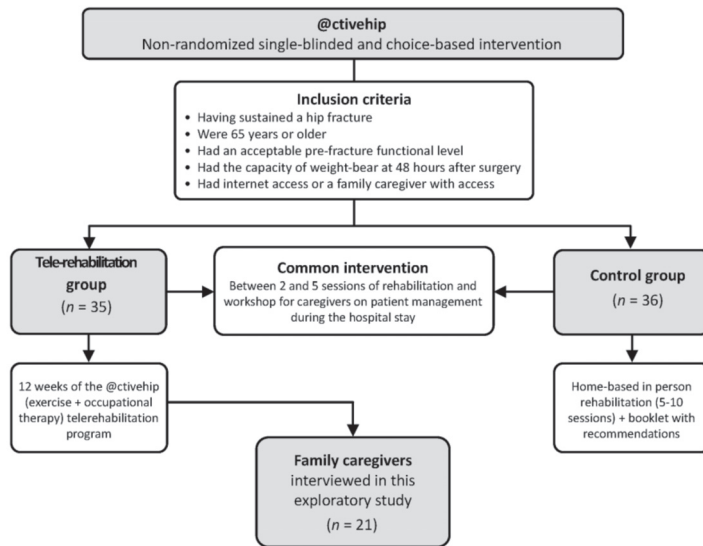 @ctivehip
Non-randomized single-blinded and choice-based intervention
Inclusion criteria
• Having sustained a hip fracture
• Were 65 years or older
• Had an acceptable pre-fracture functional level
• Had the capacity of weight-bear at 48 hours after surgery
• Had internet access or a family caregiver with access
Tele-rehabilitation
group
(n = 35)
Common intervention
Between 2 and 5 sessions of rehabilitation and
workshop for caregivers on patient management
during the hospital stay
Control group
(n = 36)
12 weeks of the @ctivehip
(exercise + occupational
therapy) telerehabilitation
program
Home-based in person
rehabilitation (5-10
sessions) + booklet with
recommendations
Family caregivers
interviewed in this
exploratory study
(n = 21)